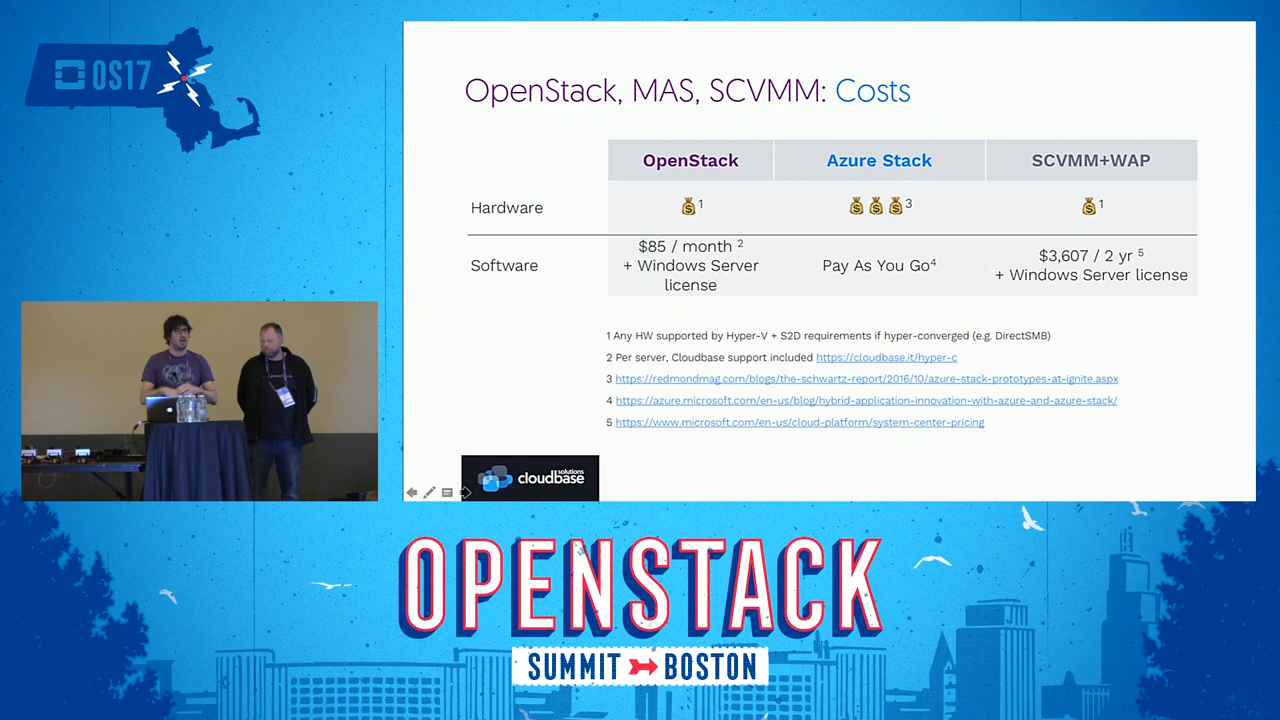 OS17
OpenStack, MAS, SCVMM: Costs
OpenStack Azure Stack SCVMM+WAP
Hardware 💰1 💰💰💰3 💰1
Software $85 / month 2 + Windows Server license Pay As You Go4 $3,607 / 2 yr 5 + Windows Server license
1 Any HW supported by Hyper-V + S2D requirements if hyper-converged (e.g. DirectSMB)
2 Per server, Cloudbase support included https://cloudbase.it/hyper-c
3 https://redmondmag.com/blogs/the-schwartz-report/2016/10/azure-stack-prototypes-at-ignite.aspx
4 https://azure.microsoft.com/en-us/blog/hybrid-application-innovation-with-azure-and-azure-stack/
5 https://www.microsoft.com/en-us/cloud-platform/system-center-pricing
cloudbase solutions
OPENSTACK
SUMMIT BOSTON